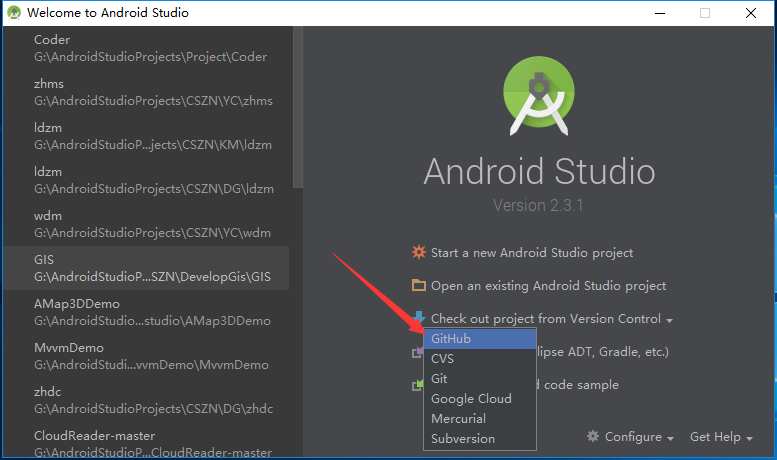 Welcome to Android Studio
Coder
G:\AndroidStudioProjects\Project\Coder
zhms
G:\AndroidStudioProjects\CSZN\YC\zhms
ldzm
G:\AndroidStudioP...jects\CSZN\KM\ldzm
ldzm
G:\AndroidStudioProjects\CSZN\DG\ldzm
wdm
G:\AndroidStudioProjects\CSZN\YC\wdm
GIS
G:\AndroidStudioP...SZN\DevelopGis\GIS
AMap3DDemo
G:\AndroidStudio...studio\AMap3DDemo
MvvmDemo
G:\AndroidStudioP...vvmDemo\MvvmDemo
zhdc
G:\AndroidStudioProjects\CSZN\DG\zhdc
CloudReader-master
G:\AndroidStudioP...CloudReader-master
Android Studio
Version 2.3.1
Start a new Android Studio project
Open an existing Android Studio project
Check out project from Version Control
GitHub
CVS
lipse ADT, Gradle, etc.)
Git
d code sample
Google Cloud
Mercurial
Subversion
Configure
Get Help